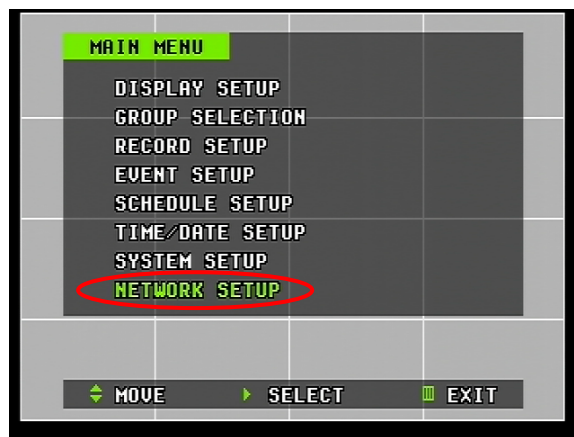 MAIN MENU
DISPLAY SETUP
GROUP SELECTION
RECORD SETUP
EVENT SETUP
SCHEDULE SETUP
TIME/DATE SETUP
SYSTEM SETUP
NETWORK SETUP
MOVE SELECT EXIT